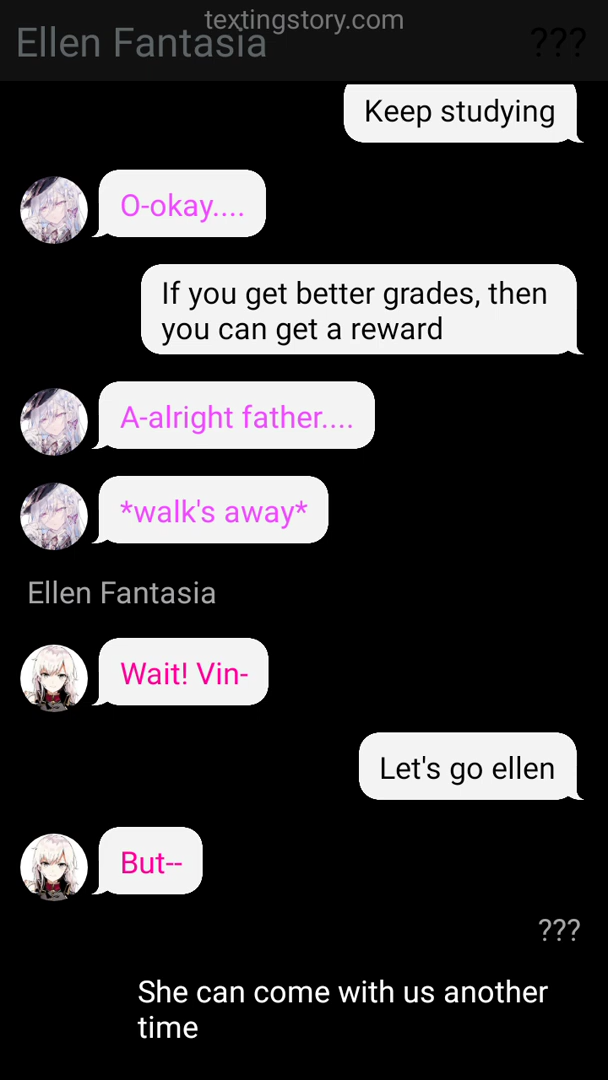 textingstory.com
Ellen Fantasia
???
Keep studying
O-okay....
If you get better grades, then
you can get a reward
A-alright father....
*walk's away*
Ellen Fantasia
Wait! Vin-
Let's go ellen
But--
???
She can come with us another
time